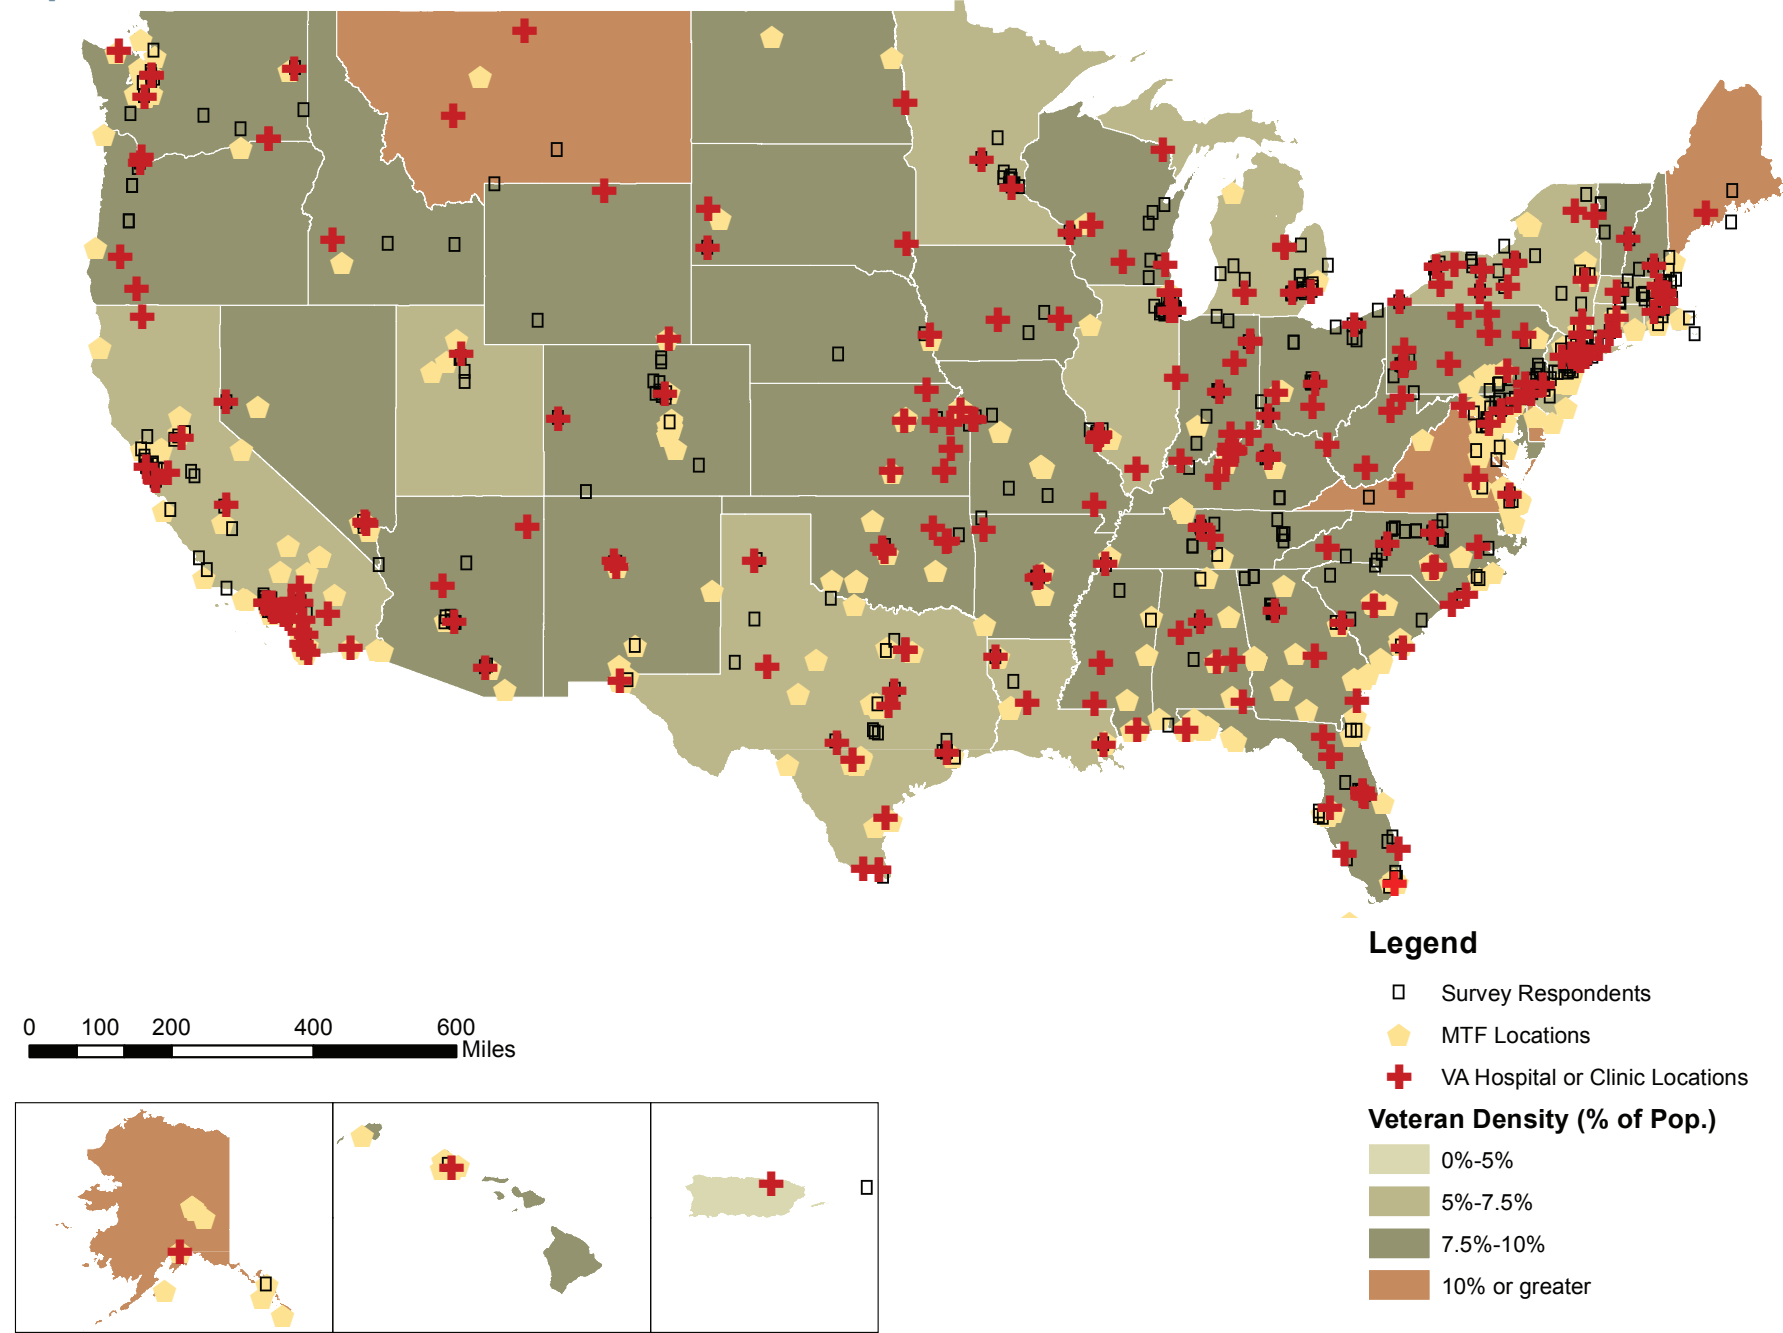 Legend
Survey Respondents
MTF Locations
VA Hospital or Clinic Locations
Veteran Density (% of Pop.)
0%-5%
5%-7.5%
7.5%-10%
10% or greater
0 100 200 400 600
Miles